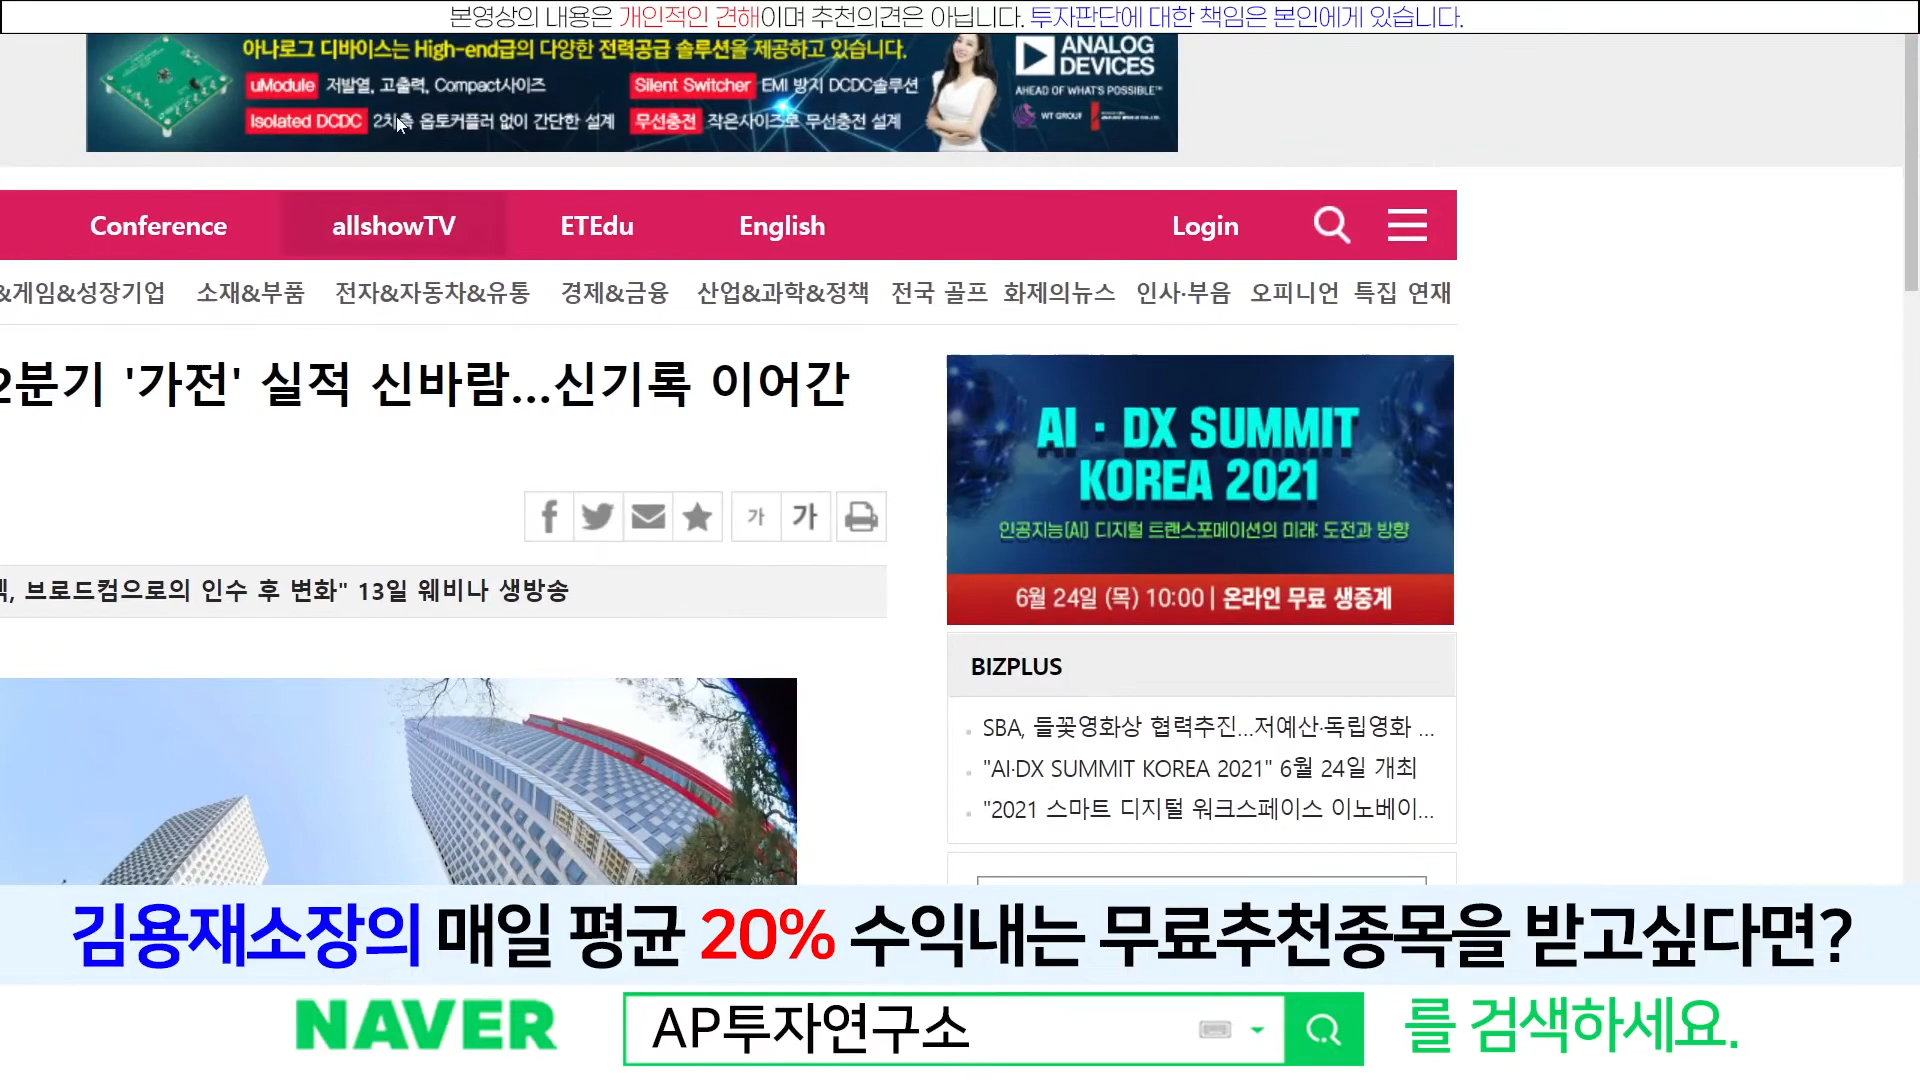 본영상의 내용은 개인적인 견해이며 추천의견은 아닙니다. 투자판단에 대한 책임은 본인에게 있습니다.
아나로그 디바이스는 High-end급의 다양한 전력공급 솔루션을 제공하고 있습니다.
uModule 저발열, 고출력, Compact사이즈 Silent Switcher EMI 방지 DCDC솔루션
Isolated DCDC 2차측 옵토커플러 없이 간단한 설계 무선충전 작은사이즈로 무선충전 설계
ANALOG DEVICES
AHEAD OF WHAT'S POSSIBLE™
WT GROUP
Conference allshowTV ETEdu English Login
&게임&성장기업 소재&부품 전자&자동차&유통 경제&금융 산업&과학&정책 전국 골프 화제의뉴스 인사·부음 오피니언 특집 연재
2분기 '가전' 실적 신바람...신기록 이어간
가 가
, 브로드컴으로의 인수 후 변화" 13일 웨비나 생방송
AI · DX SUMMIT
KOREA 2021
인공지능(AI) 디지털 트랜스포메이션의 미래: 도전과 방향
6월 24일 (목) 10:00 | 온라인 무료 생중계
BIZPLUS
SBA, 들꽃영화상 협력추진...저예산·독립영화 ...
"AI·DX SUMMIT KOREA 2021" 6월 24일 개최
"2021 스마트 디지털 워크스페이스 이노베이...
김용재소장의 매일 평균 20% 수익내는 무료추천종목을 받고싶다면?
NAVER AP투자연구소 를 검색하세요.